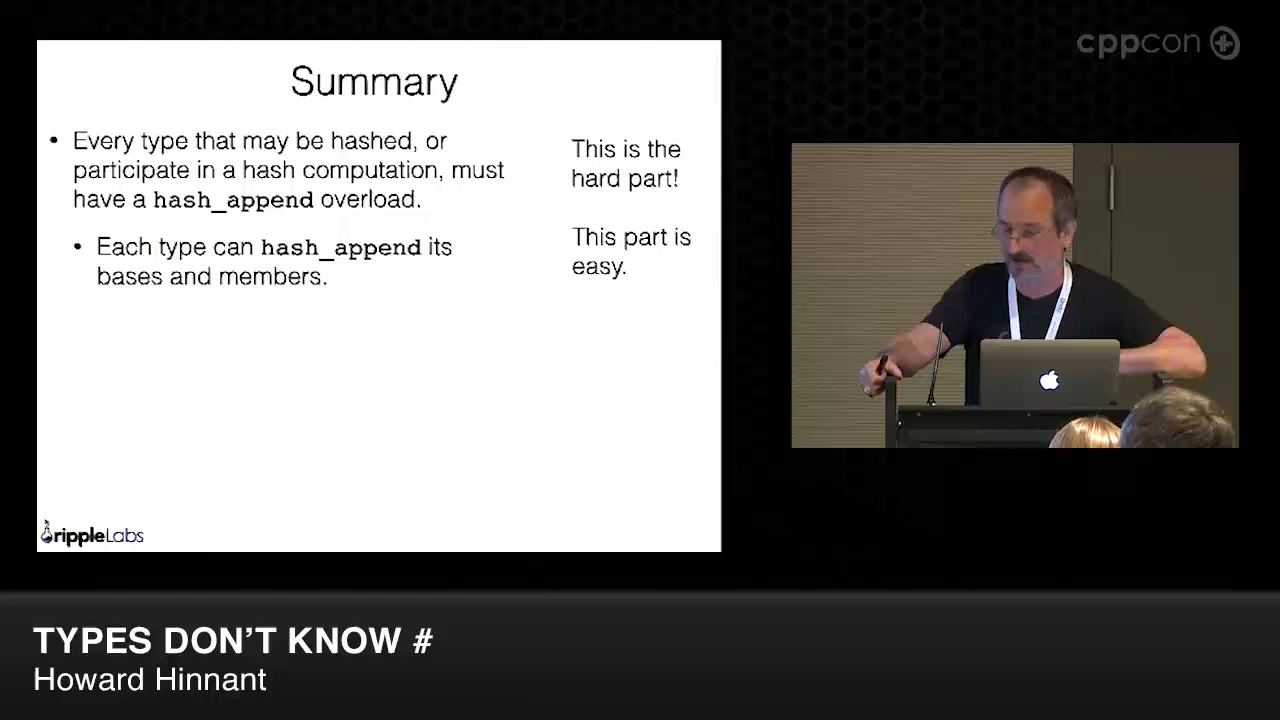 cppcon
Summary
• Every type that may be hashed, or
participate in a hash computation, must
have a hash_append overload.
• Each type can hash_append its
bases and members.
This is the
hard part!
This part is
easy.
rippleLabs
TYPES DON'T KNOW #
Howard Hinnant